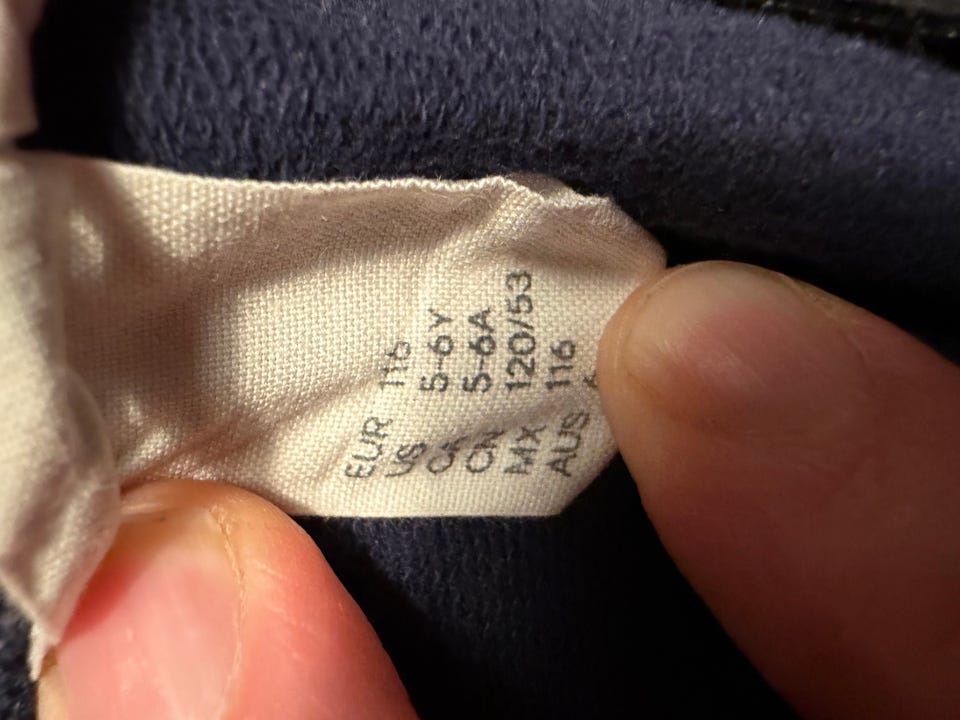 EUR 116
US 5-6Y
CA 5-6A
CN 120/53
MX 116
AUS